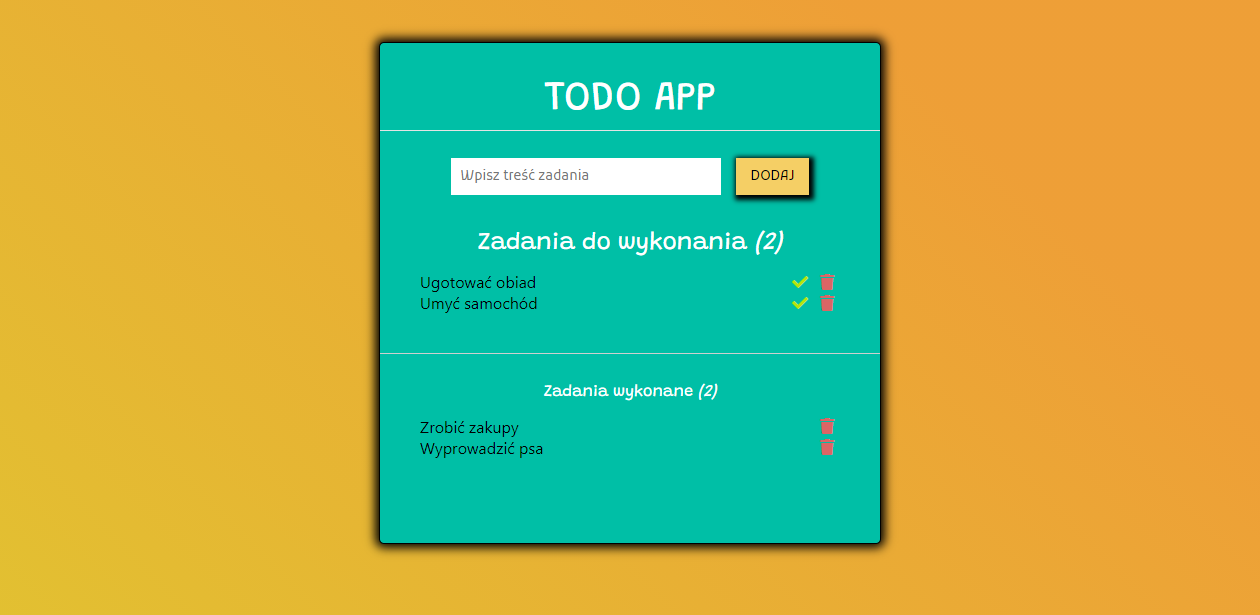 TODO APP
Wpisz treść zadania
DODAJ
Zadania do wykonania (2)
Ugotować obiad
Umyć samochód
Zadania wykonane (2)
Zrobić zakupy
Wyprowadzić psa